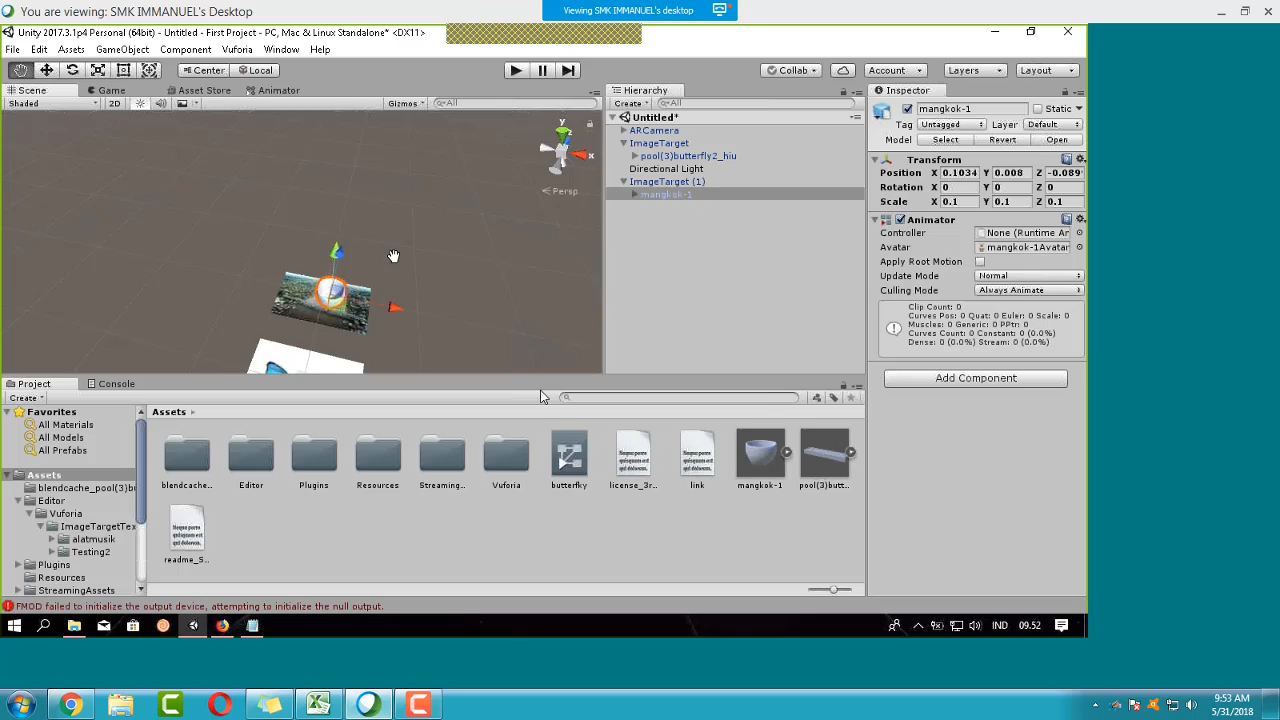 You are viewing: SMK IMMANUEL's Desktop
Viewing SMK IMMANUEL's desktop
Unity 2017.3.1p4 Personal (64bit) - Untitled - First Project - PC, Mac & Linux Standalone* <DX11>
File Edit Assets GameObject Component Vuforia Window Help
Center Local Collab Account Layers Layout
Scene Game Asset Store Animator Hierarchy Inspector
Shaded 2D Gizmos All Create All
mangkok-1 Static
Untitled*
Tag Untagged Layer Default
ARCamera
Model Select Revert Open
ImageTarget
pool(3)butterfly2_hiu
Directional Light
ImageTarget (1)
mangkok-1
y
x
Persp
Transform
Position X 0.1034 Y 0.008 Z -0.089
Rotation X 0 Y 0 Z 0
Scale X 0.1 Y 0.1 Z 0.1
Animator
Controller None (Runtime An
Avatar mangkok-1Avatar
Apply Root Motion
Update Mode Normal
Culling Mode Always Animate
Clip Count: 0
Curves Pos: 0 Quat: 0 Euler: 0 Scale: 0
Muscles: 0 Generic: 0 PPtr: 0
Curves Count: 0 Constant: 0 (0.0%)
Dense: 0 (0.0%) Stream: 0 (0.0%)
Add Component
Project Console
Create
Favorites
All Materials
All Models
All Prefabs
Assets
blendcache_pool(3)bu
Editor
Vuforia
ImageTargetTex
alatmusik
Testing2
Plugins
Resources
StreamingAssets
Assets
blendcache... Editor Plugins Resources Streaming... Vuforia butterfky license_3r... link mangkok-1 pool(3)butt...
readme_S...
FMOD failed to initialize the output device, attempting to initialize the null output.
IND 09.52
9:53 AM
5/31/2018